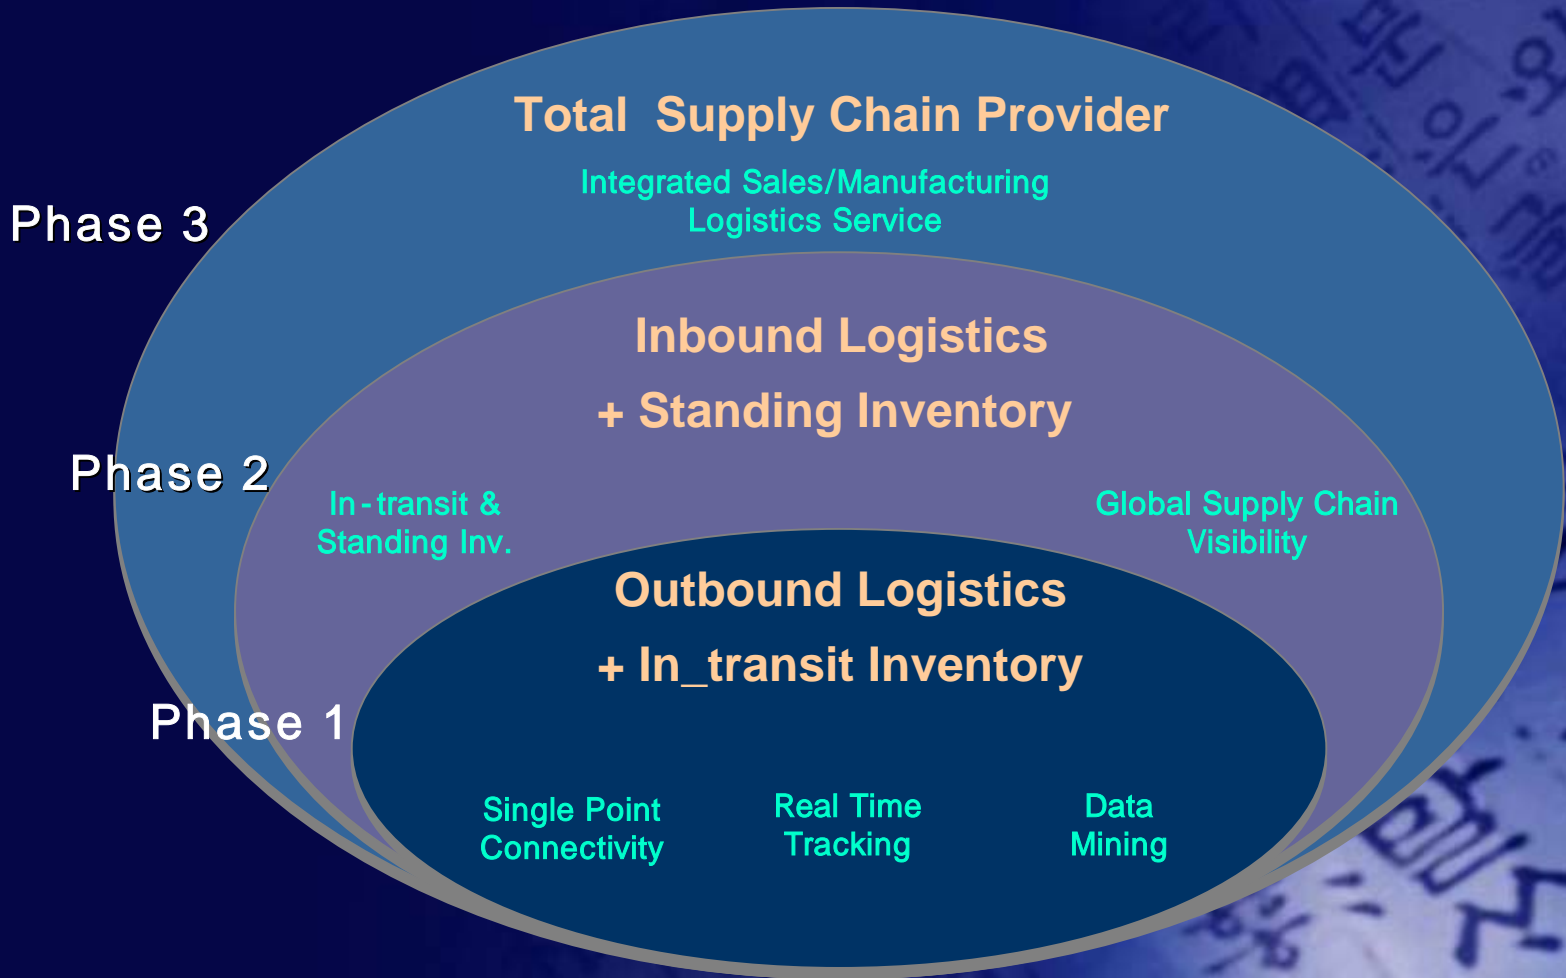 Total Supply Chain Provider
Integrated Sales/Manufacturing
Logistics Service
Phase 3
Inbound Logistics
+ Standing Inventory
Phase 2
In-transit &
Standing Inv.
Global Supply Chain
Visibility
Outbound Logistics
+ In_transit Inventory
Phase 1
Single Point
Connectivity
Real Time
Tracking
Data
Mining